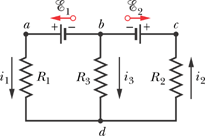 ℰ₁ ℰ₂
a + − b − + c
i₁ R₁ R₃ i₃ R₂ i₂
d